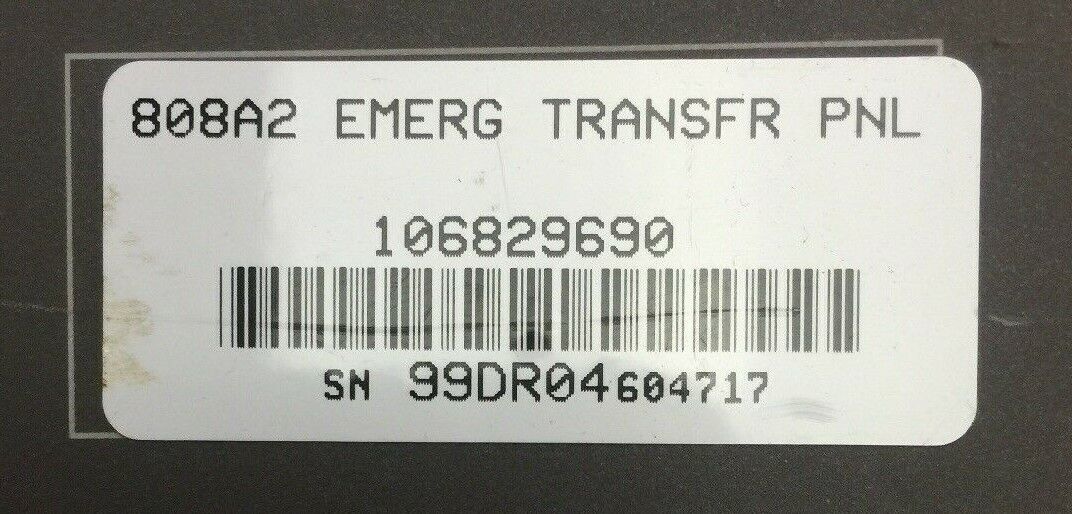 808A2 EMERG TRANSFR PNL
106829690
SN 99DR04604717